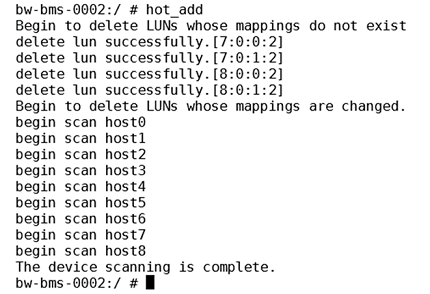 bw-bms-0002:/ # hot_add
Begin to delete LUNs whose mappings do not exist
delete lun successfully.[7:0:0:2]
delete lun successfully.[7:0:1:2]
delete lun successfully.[8:0:0:2]
delete lun successfully.[8:0:1:2]
Begin to delete LUNs whose mappings are changed.
begin scan host0
begin scan host1
begin scan host2
begin scan host3
begin scan host4
begin scan host5
begin scan host6
begin scan host7
begin scan host8
The device scanning is complete.
bw-bms-0002:/ #